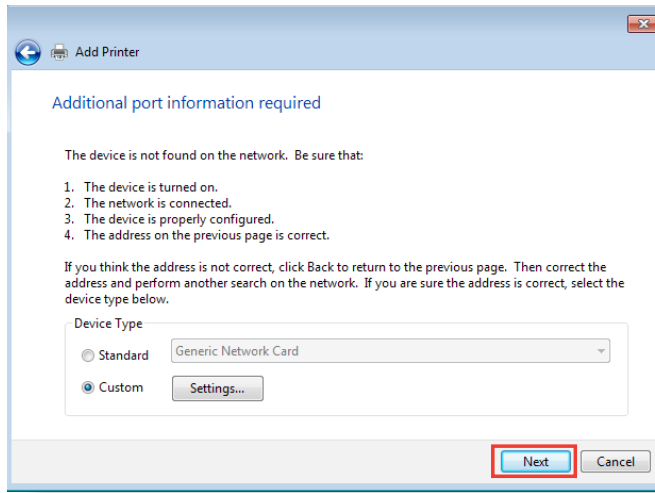 Add Printer
Additional port information required
The device is not found on the network.  Be sure that:
1.  The device is turned on.
2.  The network is connected.
3.  The device is properly configured.
4.  The address on the previous page is correct.
If you think the address is not correct, click Back to return to the previous page.  Then correct the
address and perform another search on the network.  If you are sure the address is correct, select the
device type below.
Device Type
Standard
Generic Network Card
Custom
Settings...
Next
Cancel